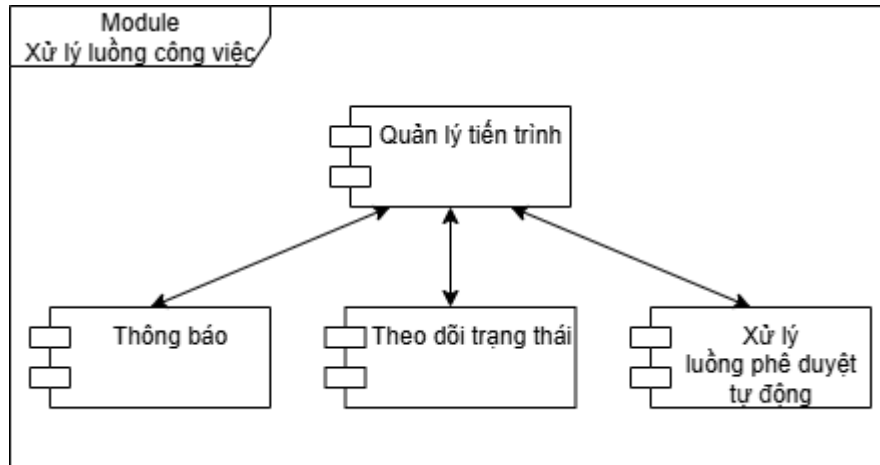 Module
Xử lý luồng công việc
Quản lý tiến trình
Thông báo
Theo dõi trạng thái
Xử lý
luồng phê duyệt
tự động